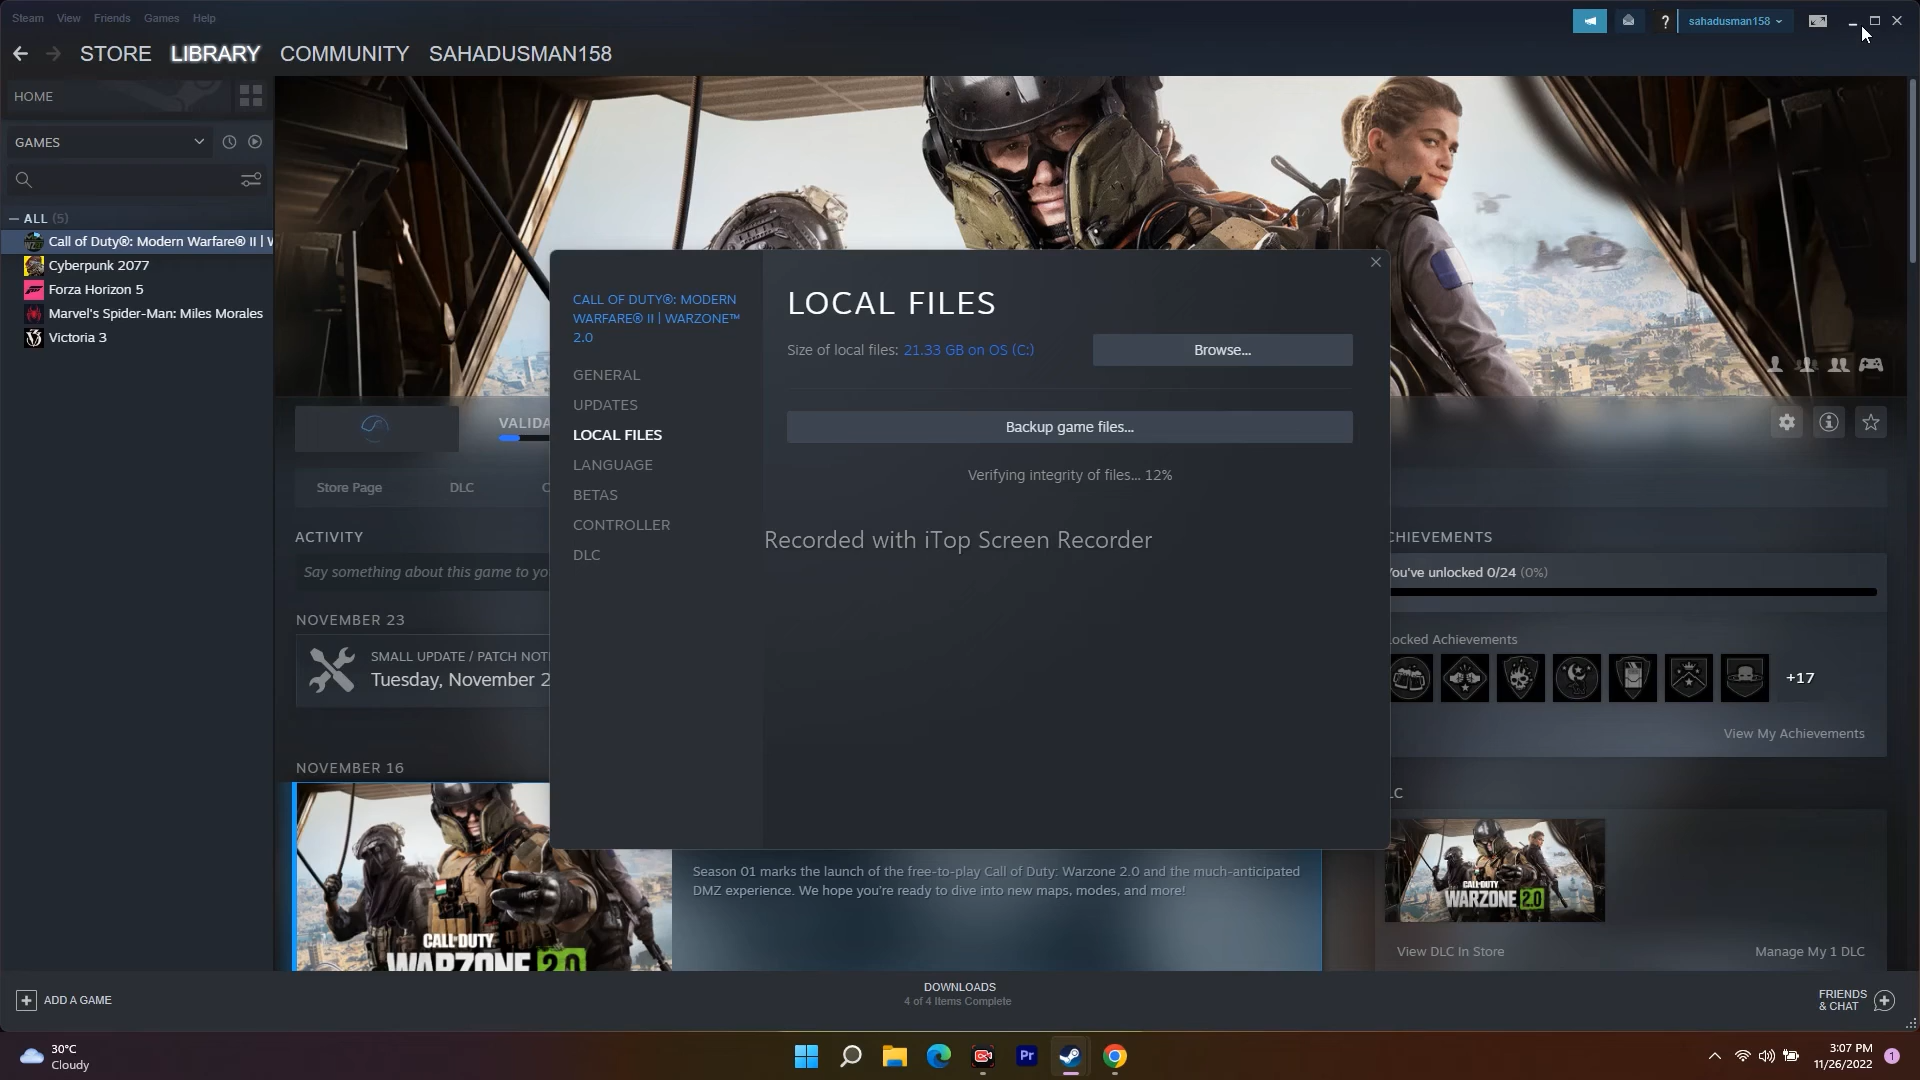 Steam View Friends Games Help
sahadusman158
STORE LIBRARY COMMUNITY SAHADUSMAN158
HOME
GAMES
ALL (5)
Call of Duty®: Modern Warfare® II |
Cyberpunk 2077
Forza Horizon 5
Marvel's Spider-Man: Miles Morales
Victoria 3
CALL OF DUTY®: MODERN
WARFARE® II | WARZONE™
2.0
GENERAL
UPDATES
LOCAL FILES
LANGUAGE
BETAS
CONTROLLER
DLC
LOCAL FILES
Size of local files: 21.33 GB on OS (C:)
Browse...
Backup game files...
Verifying integrity of files... 12%
Recorded with iTop Screen Recorder
VALIDA
Store Page DLC C
ACTIVITY
Say something about this game to yo
NOVEMBER 23
SMALL UPDATE / PATCH NOT
Tuesday, November 2
NOVEMBER 16
CALL OF DUTY
WARZONE 2.0
Season 01 marks the launch of the free-to-play Call of Duty: Warzone 2.0 and the much-anticipated
DMZ experience. We hope you're ready to dive into new maps, modes, and more!
CHIEVEMENTS
You've unlocked 0/24 (0%)
Locked Achievements
+17
View My Achievements
LC
CALL OF DUTY
WARZONE 2.0
View DLC In Store
Manage My 1 DLC
ADD A GAME
DOWNLOADS
4 of 4 Items Complete
FRIENDS
& CHAT
30°C
Cloudy
Pr
3:07 PM
11/26/2022
1